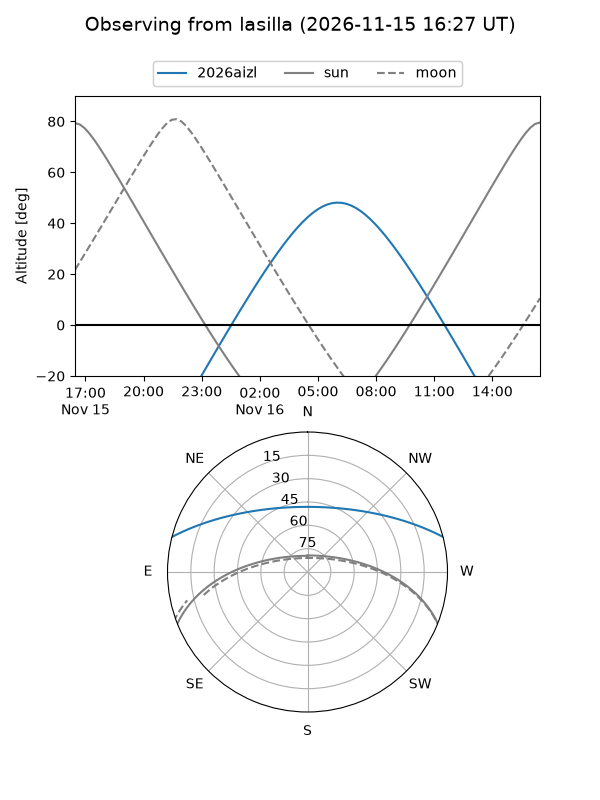 Observing from lasilla (2026-11-15 16:27 UT)
2026aizl sun moon
Altitude [deg]
80
60
40
20
0
−20
17:00 20:00 23:00 02:00 05:00 08:00 11:00 14:00
Nov 15 Nov 16
N
NE NW
15
30
45
60
75
E W
SE SW
S